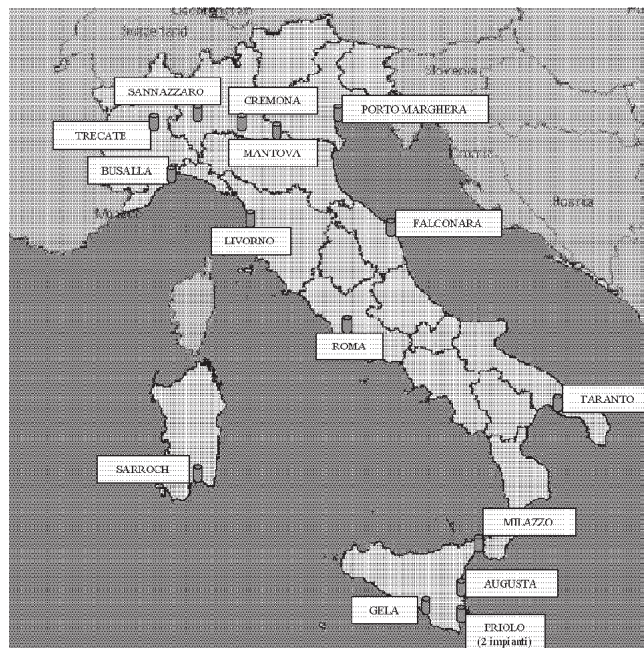 Switzerland
Slovenia
SANNAZZARO
CREMONA
PORTO MARGHERA
TRECATE
MANTOVA
BUSALLA
Bosnia
FALCONARA
LIVORNO
ROMA
TARANTO
SARROCH
MILAZZO
AUGUSTA
GELA
PRIOLO
(2 impianti)